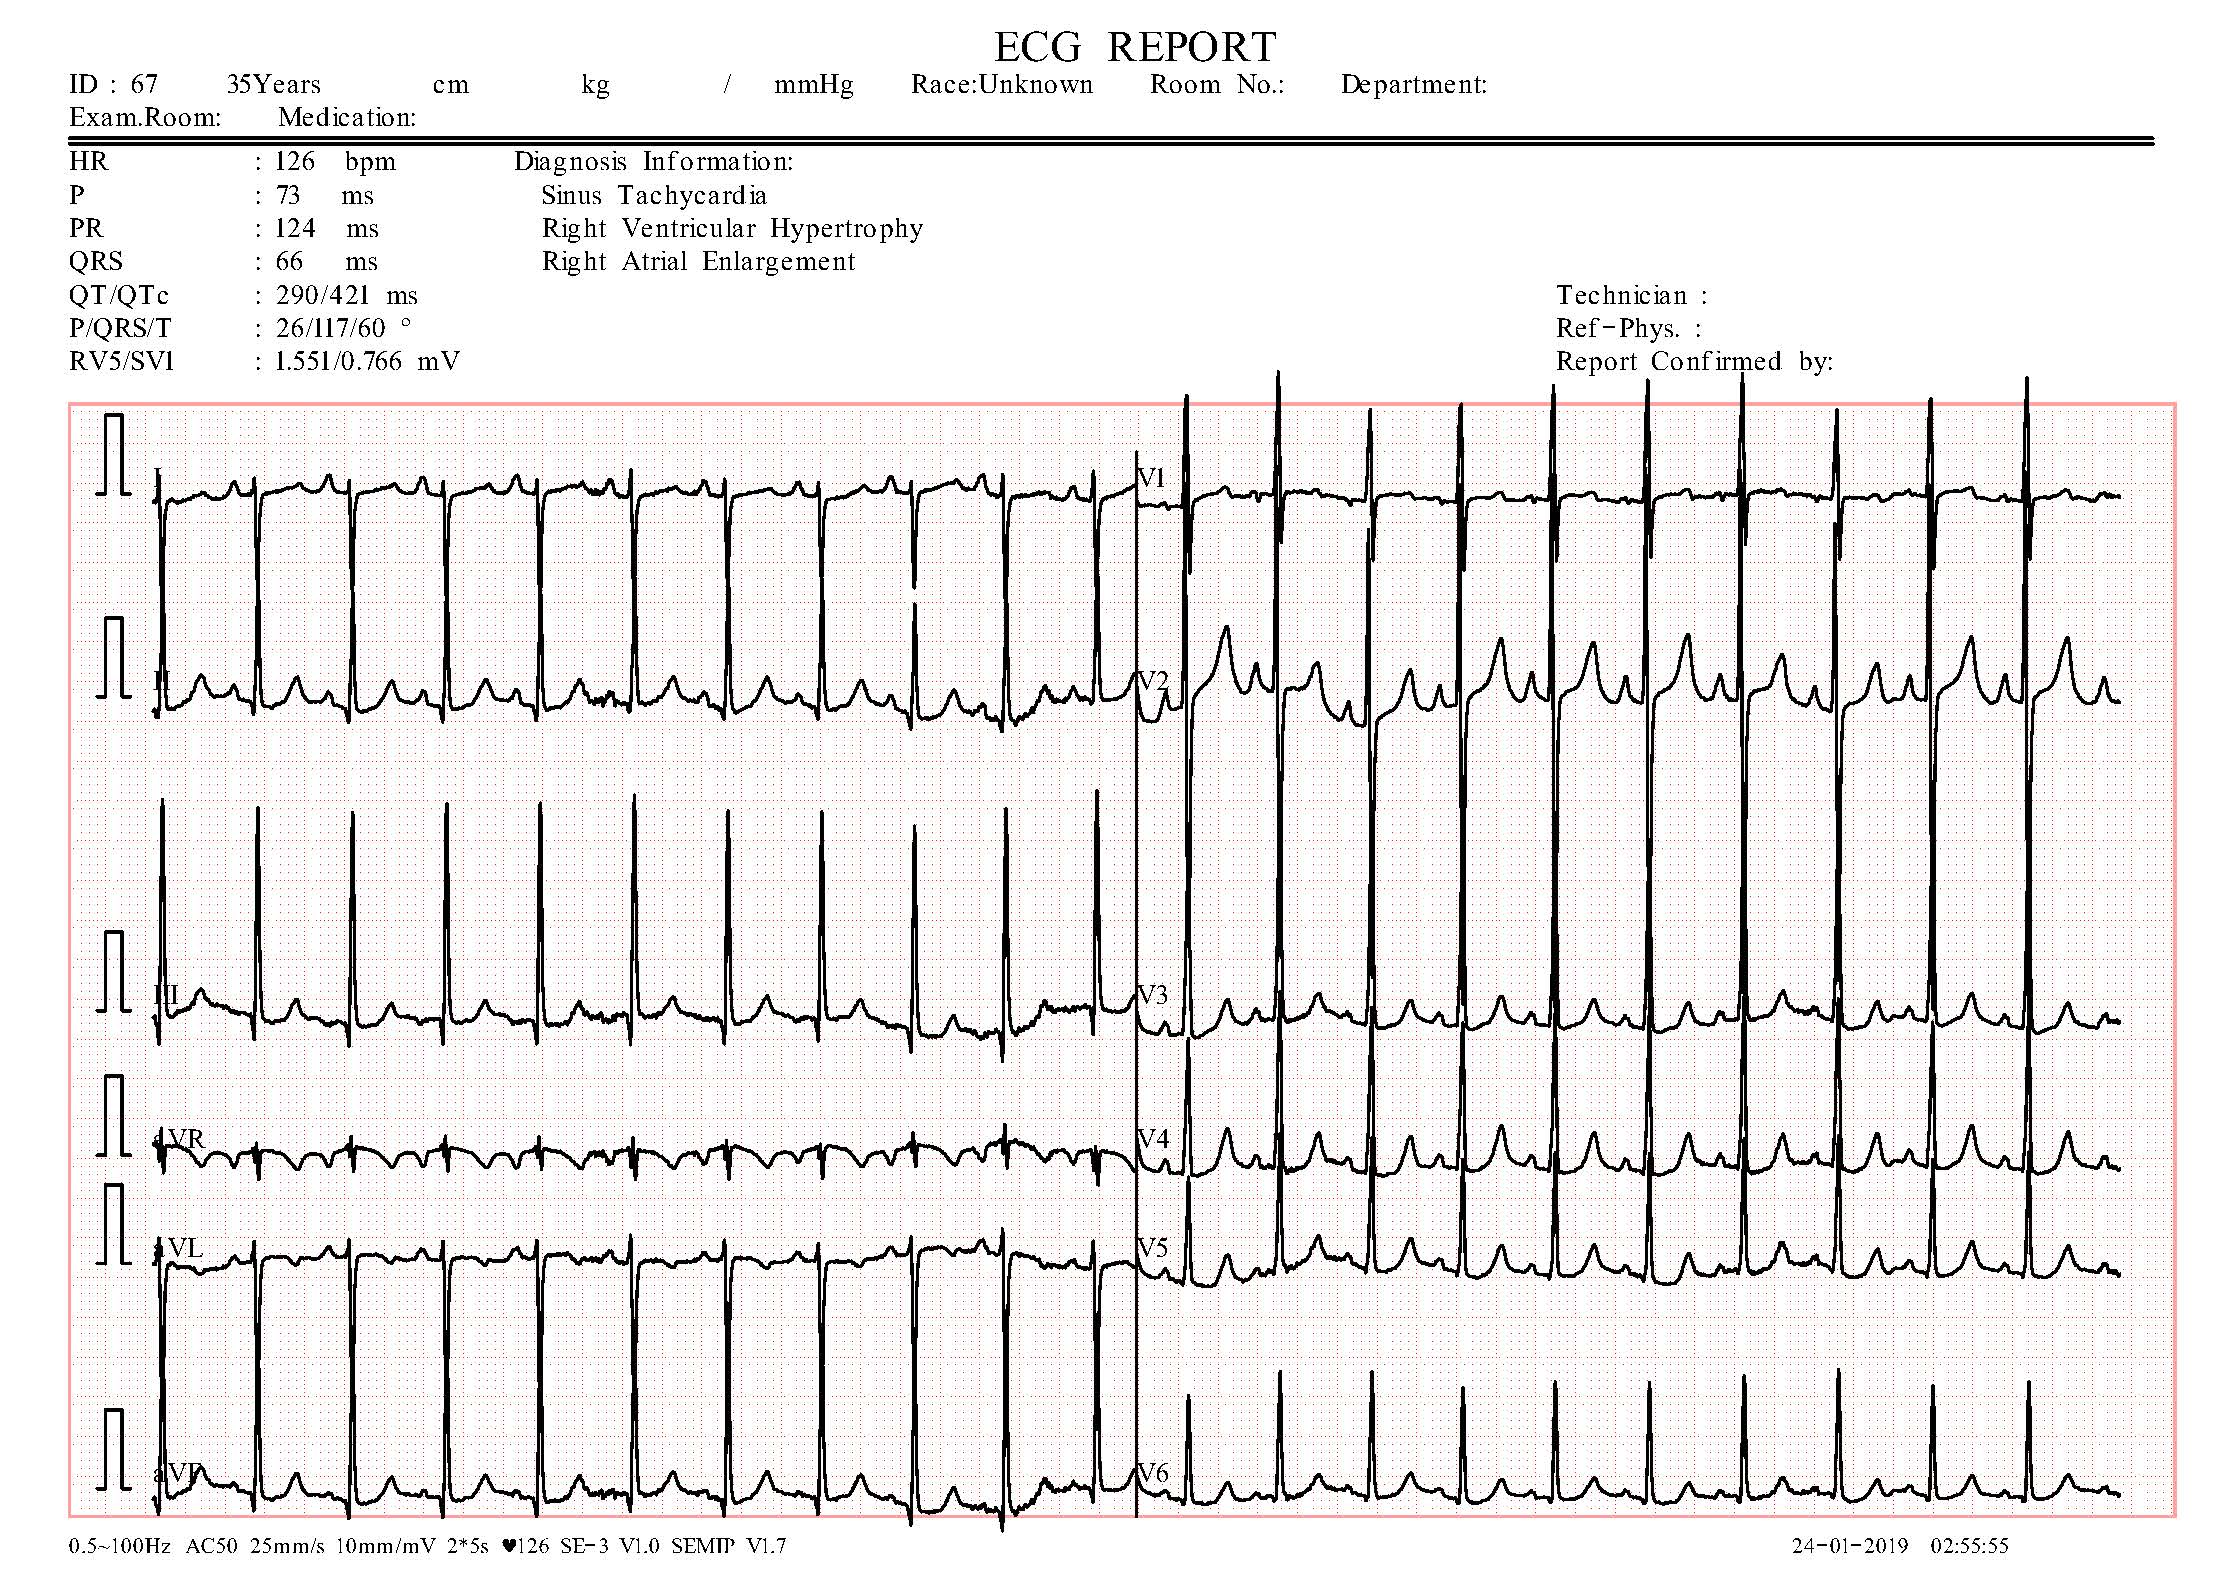 ECG REPORT
ID : 67 35Years cm kg / mmHg Race:Unknown Room No.: Department:
Exam.Room: Medication:
HR : 126 bpm Diagnosis Information:
P : 73 ms Sinus Tachycardia
PR : 124 ms Right Ventricular Hypertrophy
QRS : 66 ms Right Atrial Enlargement
QT/QTc : 290/421 ms Technician :
P/QRS/T : 26/117/60 ° Ref-Phys. :
RV5/SV1 : 1.551/0.766 mV Report Confirmed by:
I V1
II V2
III V3
aVR V4
aVL V5
aVF V6
0.5~100Hz AC50 25mm/s 10mm/mV 2*5s ♥126 SE-3 V1.0 SEMIP V1.7 24-01-2019 02:55:55